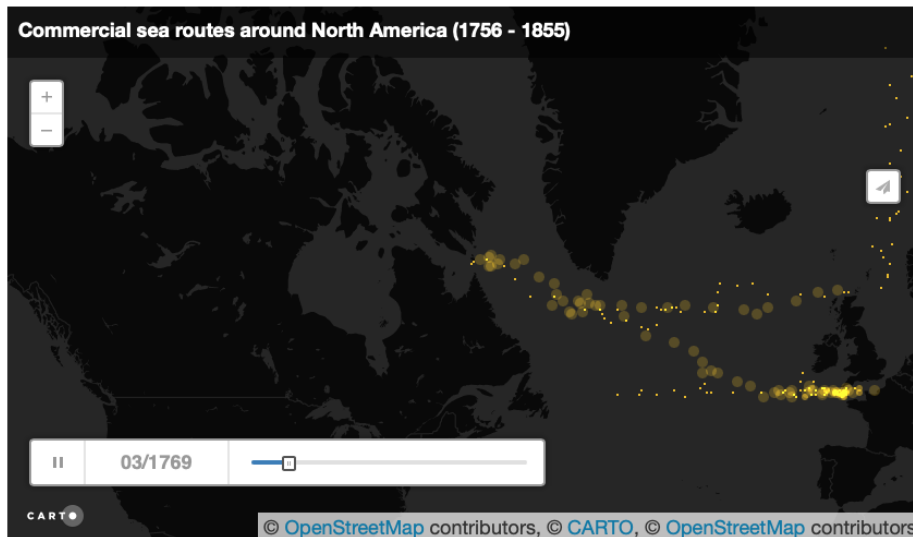 Commercial sea routes around North America (1756 - 1855)
+
−
03/1769
CARTO
© OpenStreetMap contributors, © CARTO, © OpenStreetMap contributors